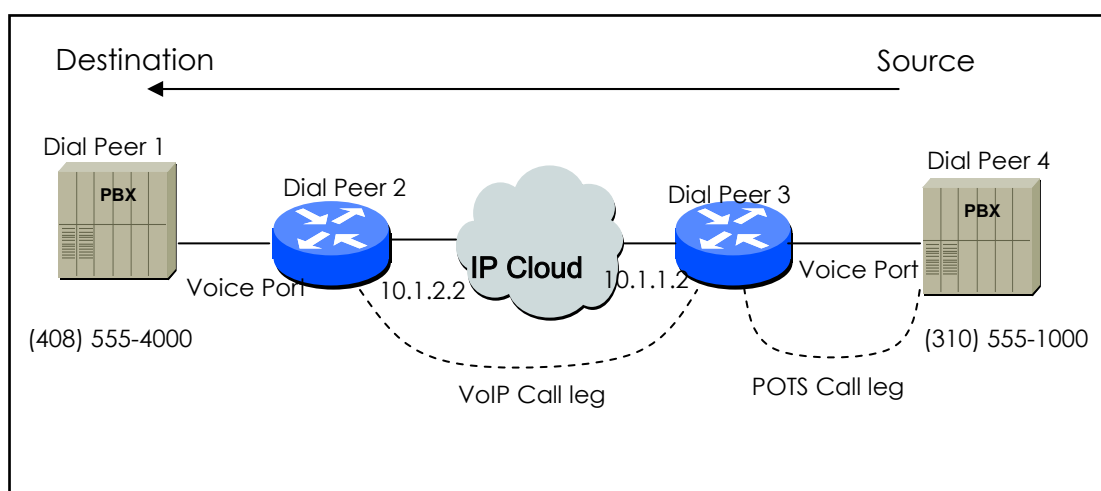 Destination
Source
Dial Peer 1
Dial Peer 4
PBX
Dial Peer 2
Dial Peer 3
PBX
IP Cloud
Voice Port
10.1.2.2
10.1.1.2
Voice Port
(408) 555-4000
(310) 555-1000
VoIP Call leg
POTS Call leg